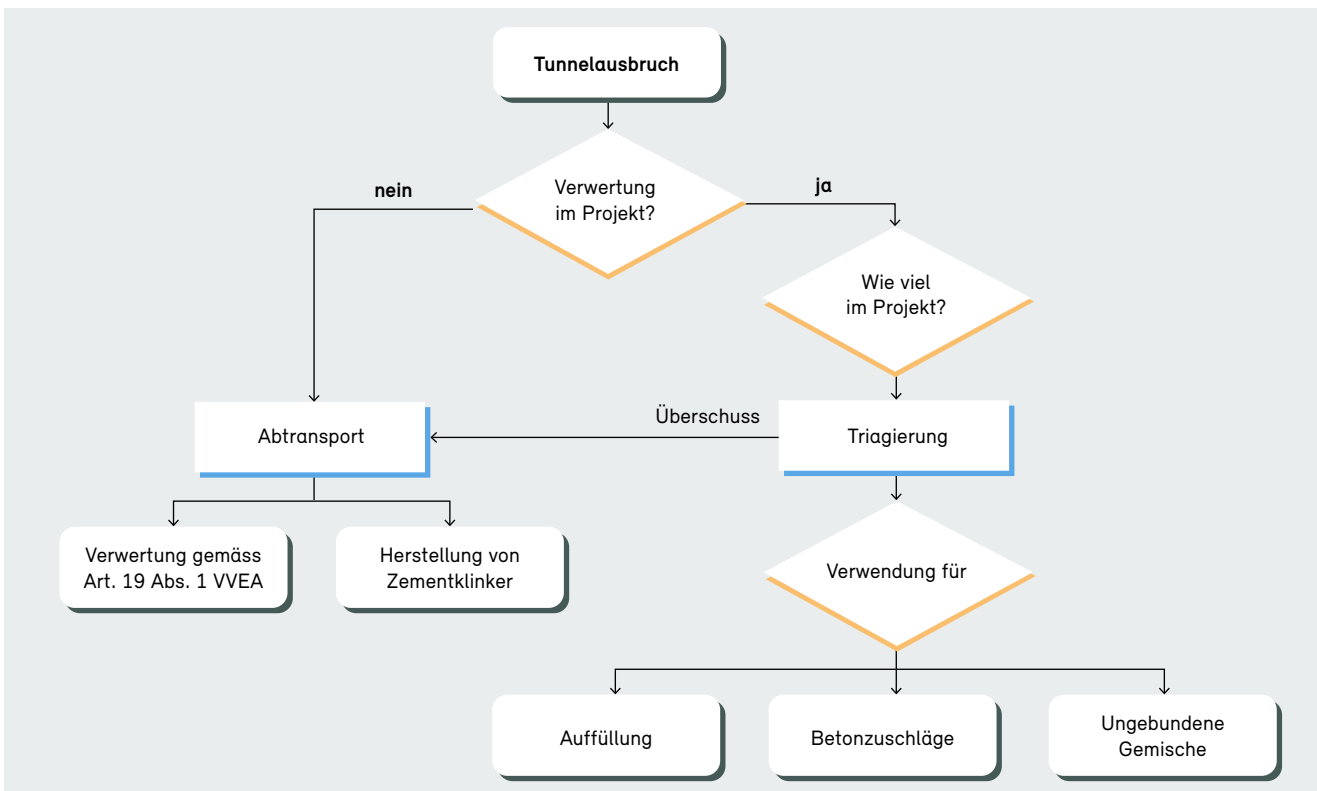 Tunnelausbruch
nein
Verwertung
im Projekt?
ja
Wie viel
im Projekt?
Abtransport
Überschuss
Triagierung
Verwertung gemäss
Art. 19 Abs. 1 VVEA
Herstellung von
Zementklinker
Verwendung für
Auffüllung
Betonzuschläge
Ungebundene
Gemische